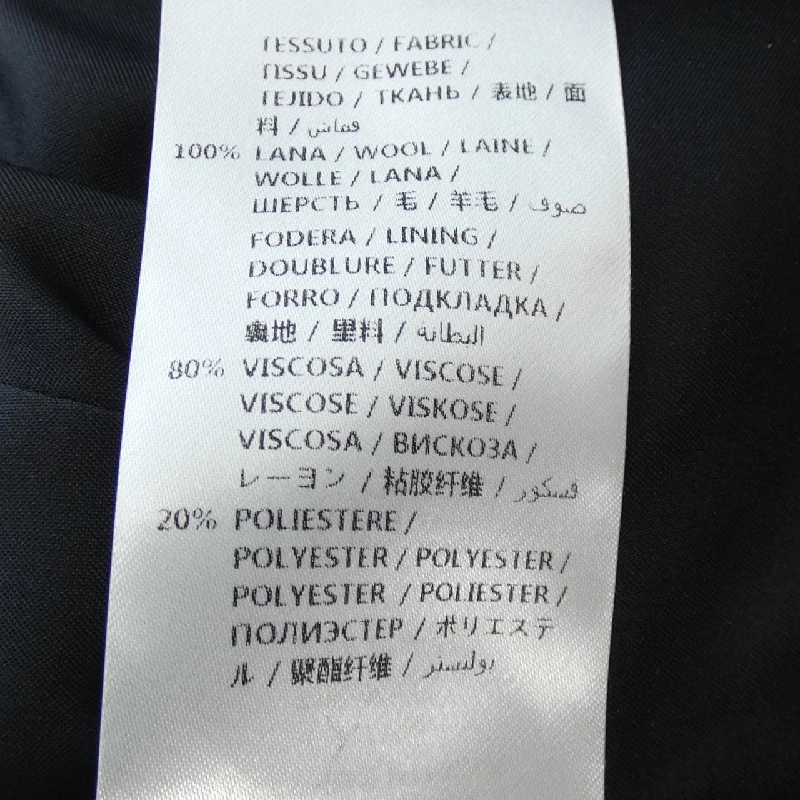 TESSUTO / FABRIC /
TISSU / GEWEBE /
TEJIDO / ТКАНЬ / 表地 / 面
料 / قماش
100% LANA / WOOL / LAINE /
WOLLE / LANA /
ШЕРСТЬ / 毛 / 羊毛 / صوف
FODERA / LINING /
DOUBLURE / FUTTER /
FORRO / ПОДКЛАДКА /
裏地 / 里料 / البطانة
80% VISCOSA / VISCOSE /
VISCOSE / VISKOSE /
VISCOSA / ВИСКОЗА /
レーヨン / 粘胶纤维 / فسكور
20% POLIESTERE /
POLYESTER / POLYESTER /
POLYESTER / POLIESTER /
ПОЛИЭСТЕР / ポリエステ
ル / 聚酯纤维 / بوليستر